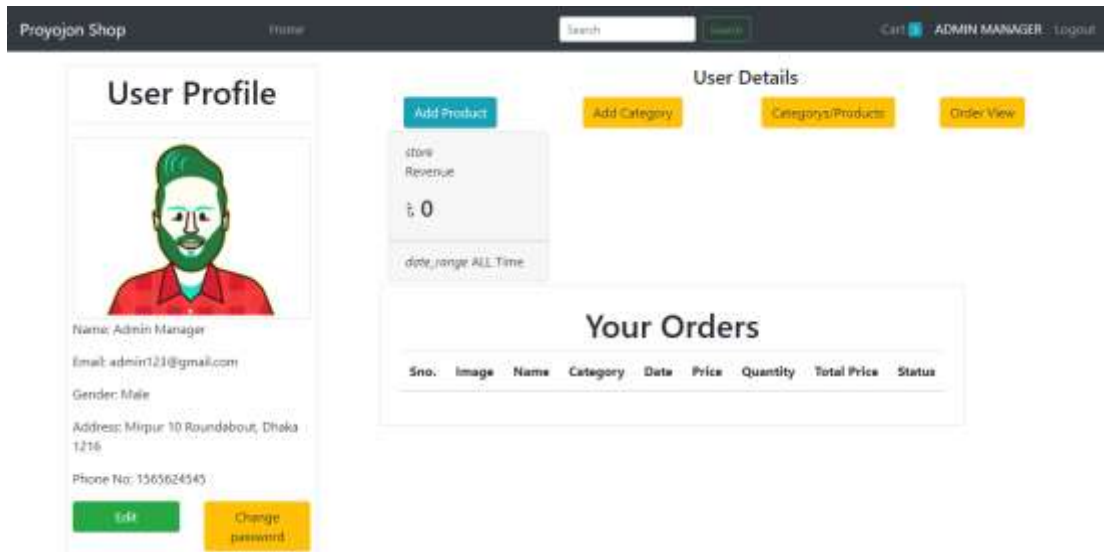 Proyojon Shop Home Search Search Cart ADMIN MANAGER Logout
User Profile
Name: Admin Manager
Email: admin123@gmail.com
Gender: Male
Address: Mirpur 10 Roundabout, Dhaka
1216
Phone No: 1565624545
Edit Change
password
User Details
Add Product Add Category Categorys/Products Order View
store
Revenue
৳ 0
date_range ALL Time
Your Orders
Sno. Image Name Category Date Price Quantity Total Price Status